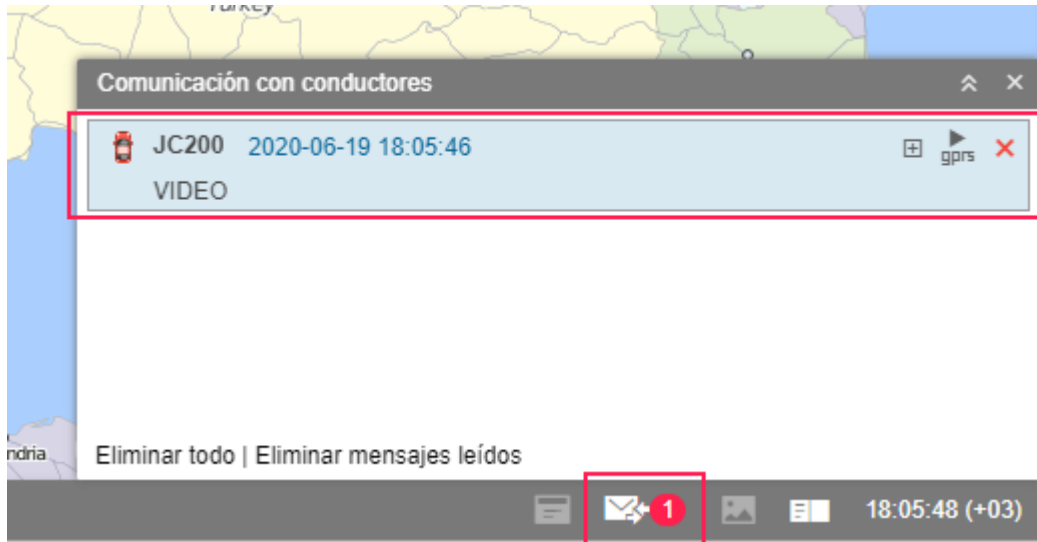 Turkey
Comunicación con conductores
JC200 2020-06-19 18:05:46
gprs
VIDEO
ndria
Eliminar todo | Eliminar mensajes leídos
1
18:05:48 (+03)